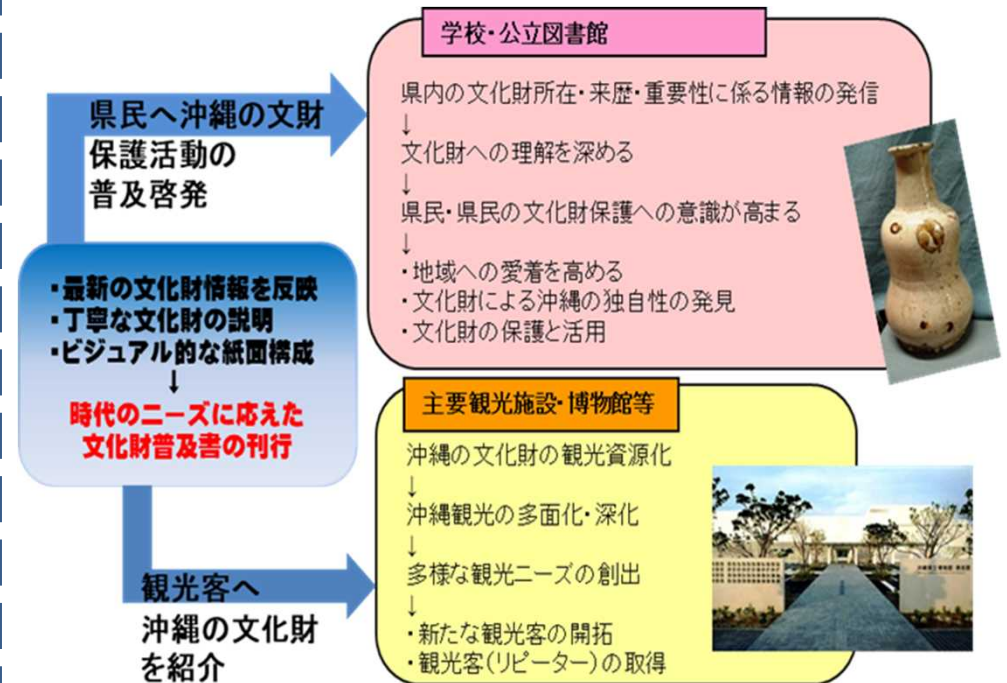 学校・公立図書館
県内の文化財所在・来歴・重要性に係る情報の発信
↓
文化財への理解を深める
↓
県民・県民の文化財保護への意識が高まる
↓
・地域への愛着を高める
・文化財による沖縄の独自性の発見
・文化財の保護と活用
県民へ沖縄の文財
保護活動の
普及啓発
・最新の文化財情報を反映
・丁寧な文化財の説明
・ビジュアル的な紙面構成
↓
時代のニーズに応えた
文化財普及書の刊行
主要観光施設・博物館等
沖縄の文化財の観光資源化
↓
沖縄観光の多面化・深化
↓
多様な観光ニーズの創出
↓
・新たな観光客の開拓
・観光客(リピーター)の取得
観光客へ
沖縄の文化財
を紹介